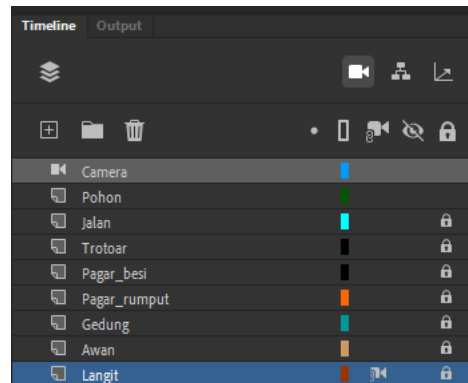 Timeline Output
Camera
Pohon
Jalan
Trotoar
Pagar_besi
Pagar_rumput
Gedung
Awan
Langit